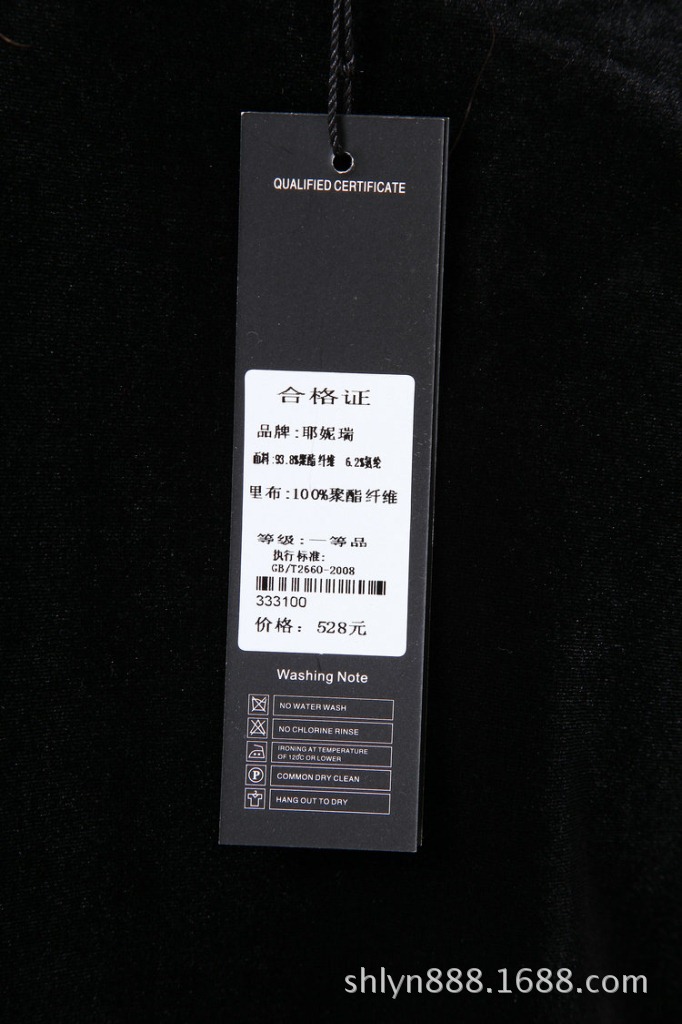 QUALIFIED CERTIFICATE
合格证
品牌:耶妮瑞
面料:93.8%聚酯纤维 6.2%氨纶
里布:100%聚酯纤维
等级:一等品
执行标准:
GB/T2660-2008
333100
价格: 528元
Washing Note
NO WATER WASH
NO CHLORINE RINSE
IRONING AT TEMPERATURE
OF 120℃ OR LOWER
P COMMON DRY CLEAN
HANG OUT TO DRY
shlyn888.1688.com